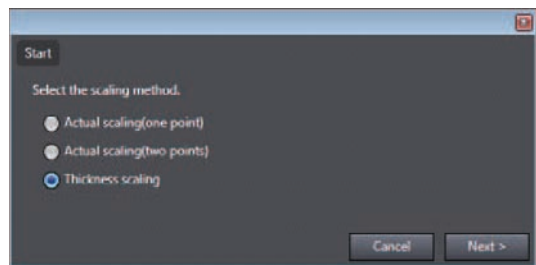 Start
Select the scaling method.
Actual scaling(one point)
Actual scaling(two points)
Thickness scaling
Cancel
Next >